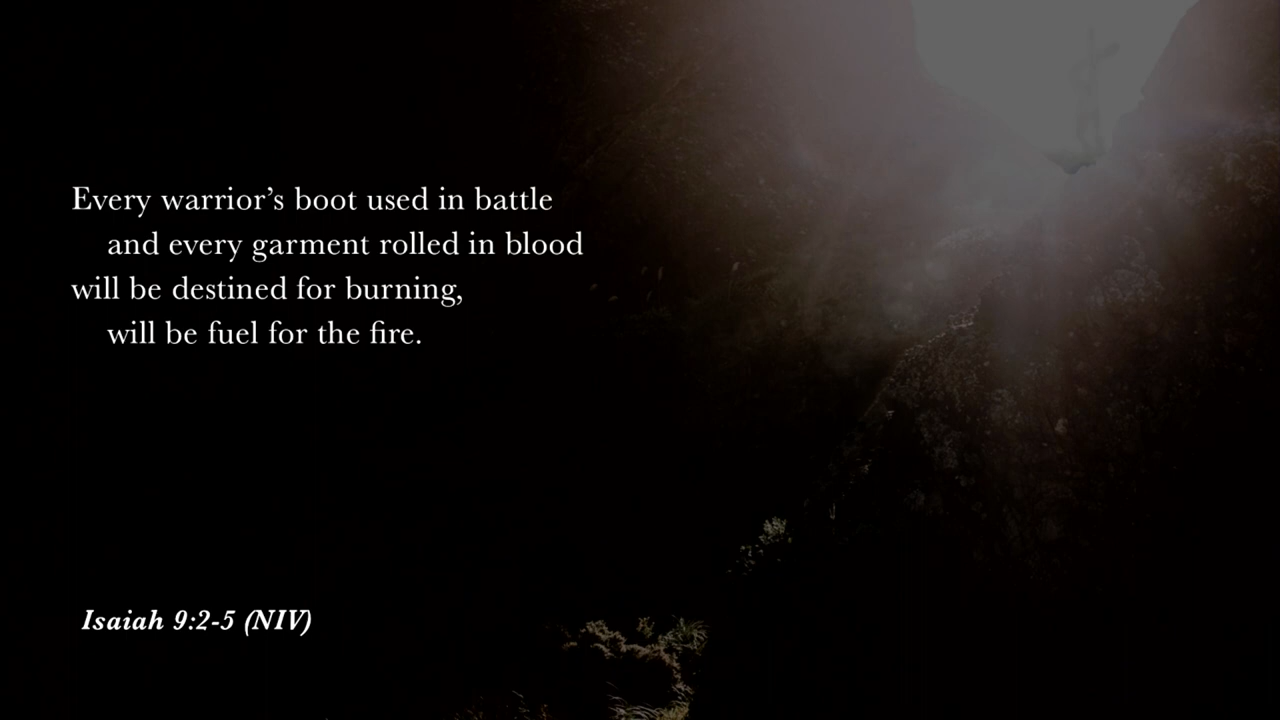 Every warrior’s boot used in battle
and every garment rolled in blood
will be destined for burning,
will be fuel for the fire.
Isaiah 9:2-5 (NIV)